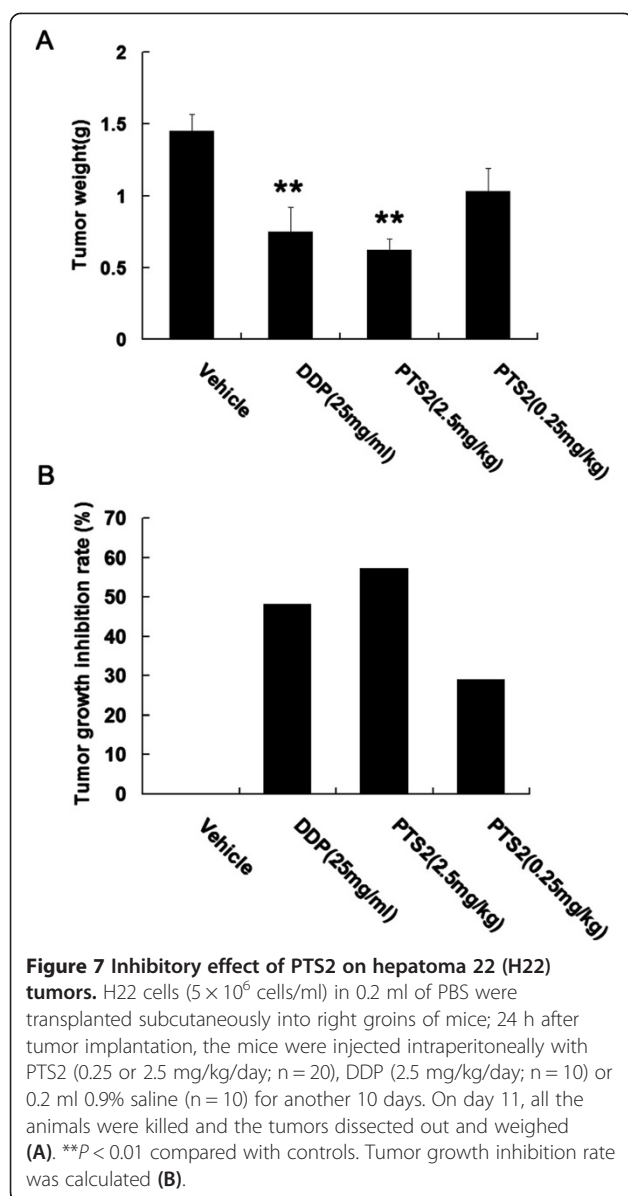 A
2
1.5
1
0.5
0
Tumor weight(g)
**
**
Vehicle
DDP(25mg/ml)
PTS2(2.5mg/kg)
PTS2(0.25mg/kg)
B
70
60
50
40
30
20
10
0
Tumor growth inhibition rate (%)
Vehicle
DDP(25mg/ml)
PTS2(2.5mg/kg)
PTS2(0.25mg/kg)
Figure 7 Inhibitory effect of PTS2 on hepatoma 22 (H22)
tumors. H22 cells (5 × 10⁶ cells/ml) in 0.2 ml of PBS were
transplanted subcutaneously into right groins of mice; 24 h after
tumor implantation, the mice were injected intraperitoneally with
PTS2 (0.25 or 2.5 mg/kg/day; n = 20), DDP (2.5 mg/kg/day; n = 10) or
0.2 ml 0.9% saline (n = 10) for another 10 days. On day 11, all the
animals were killed and the tumors dissected out and weighed
(A). **P < 0.01 compared with controls. Tumor growth inhibition rate
was calculated (B).